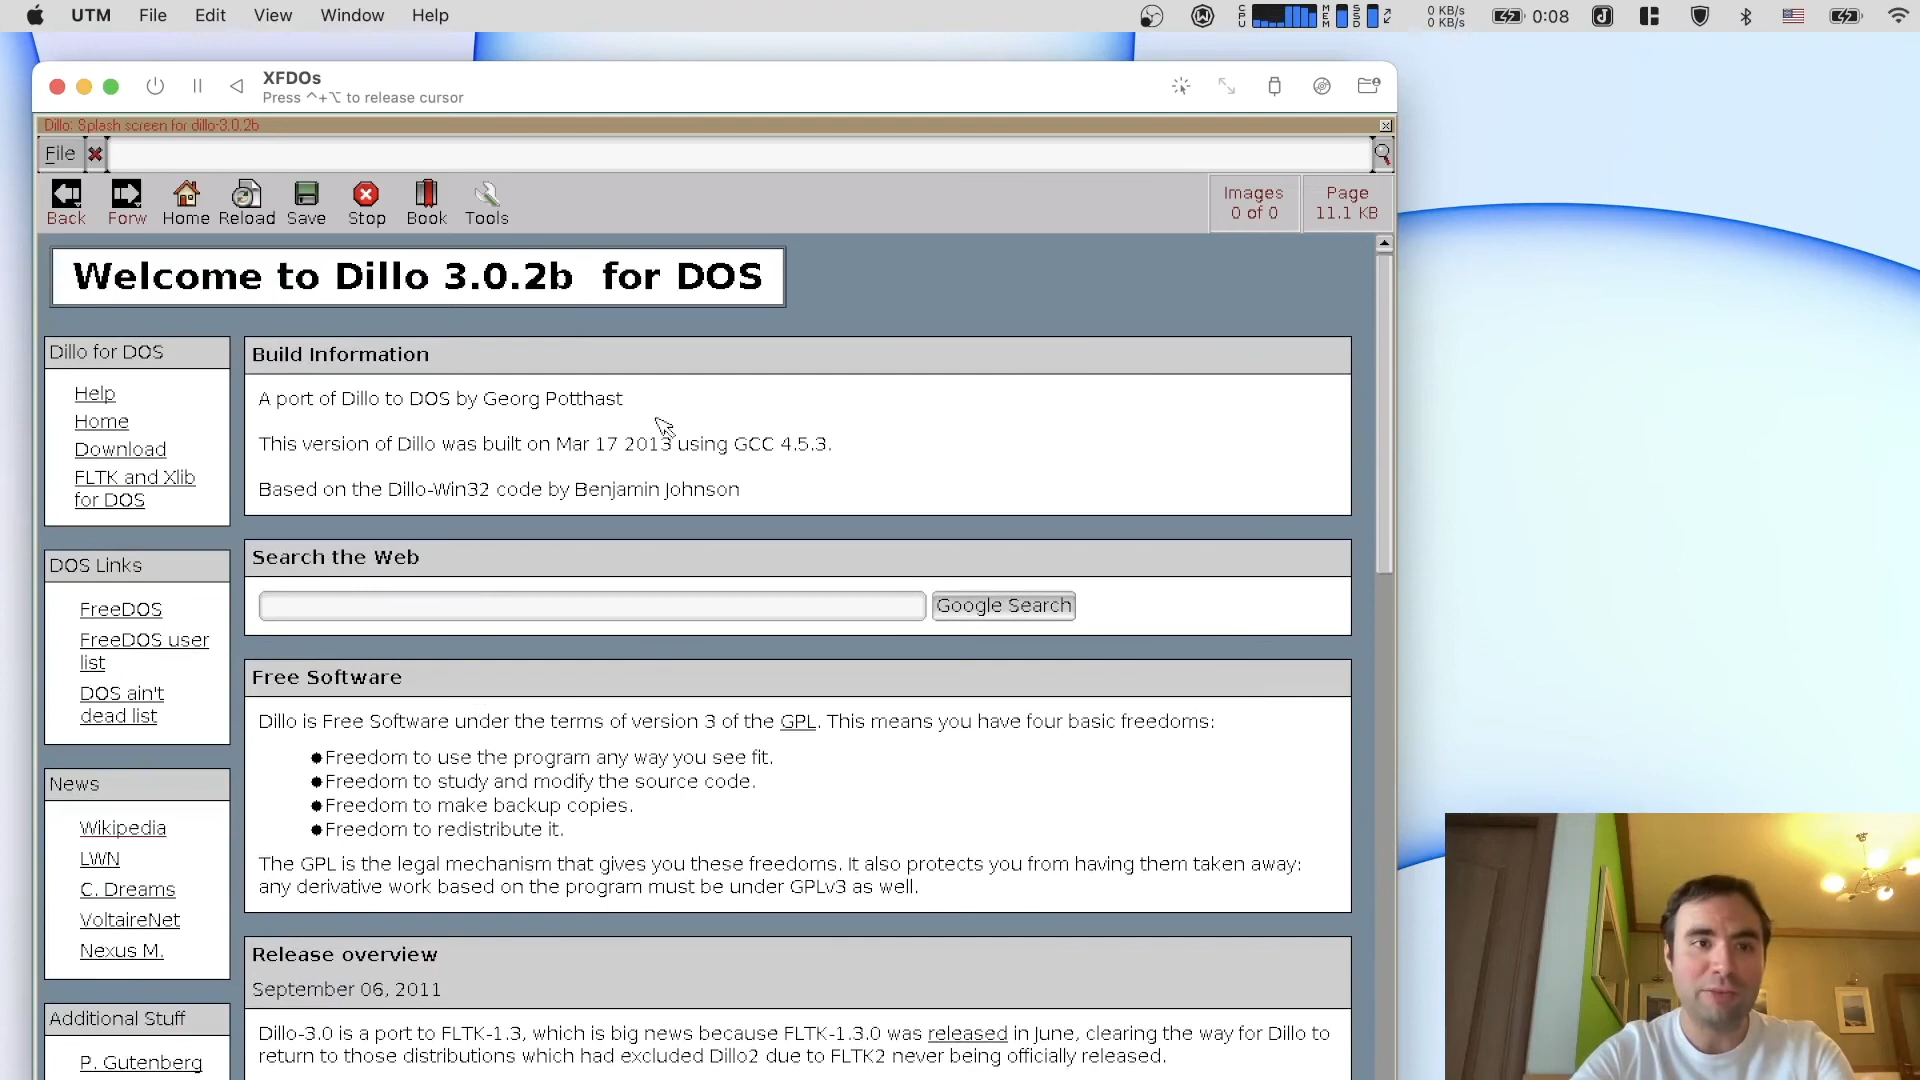 UTM File Edit View Window Help
CPU MEM SSD 0 KB/s 0:08
0 KB/s
XFDOs
Press ^+⌥ to release cursor
Dillo: Splash screen for dillo-3.0.2b
File
Back Forw Home Reload Save Stop Book Tools
Images
0 of 0
Page
11.1 KB
Welcome to Dillo 3.0.2b for DOS
Dillo for DOS
Help
Home
Download
FLTK and Xlib
for DOS
DOS Links
FreeDOS
FreeDOS user
list
DOS ain't
dead list
News
Wikipedia
LWN
C. Dreams
VoltaireNet
Nexus M.
Additional Stuff
P. Gutenberg
Build Information
A port of Dillo to DOS by Georg Potthast
This version of Dillo was built on Mar 17 2013 using GCC 4.5.3.
Based on the Dillo-Win32 code by Benjamin Johnson
Search the Web
Google Search
Free Software
Dillo is Free Software under the terms of version 3 of the GPL. This means you have four basic freedoms:
●Freedom to use the program any way you see fit.
●Freedom to study and modify the source code.
●Freedom to make backup copies.
●Freedom to redistribute it.
The GPL is the legal mechanism that gives you these freedoms. It also protects you from having them taken away:
any derivative work based on the program must be under GPLv3 as well.
Release overview
September 06, 2011
Dillo-3.0 is a port to FLTK-1.3, which is big news because FLTK-1.3.0 was released in June, clearing the way for Dillo to
return to those distributions which had excluded Dillo2 due to FLTK2 never being officially released.